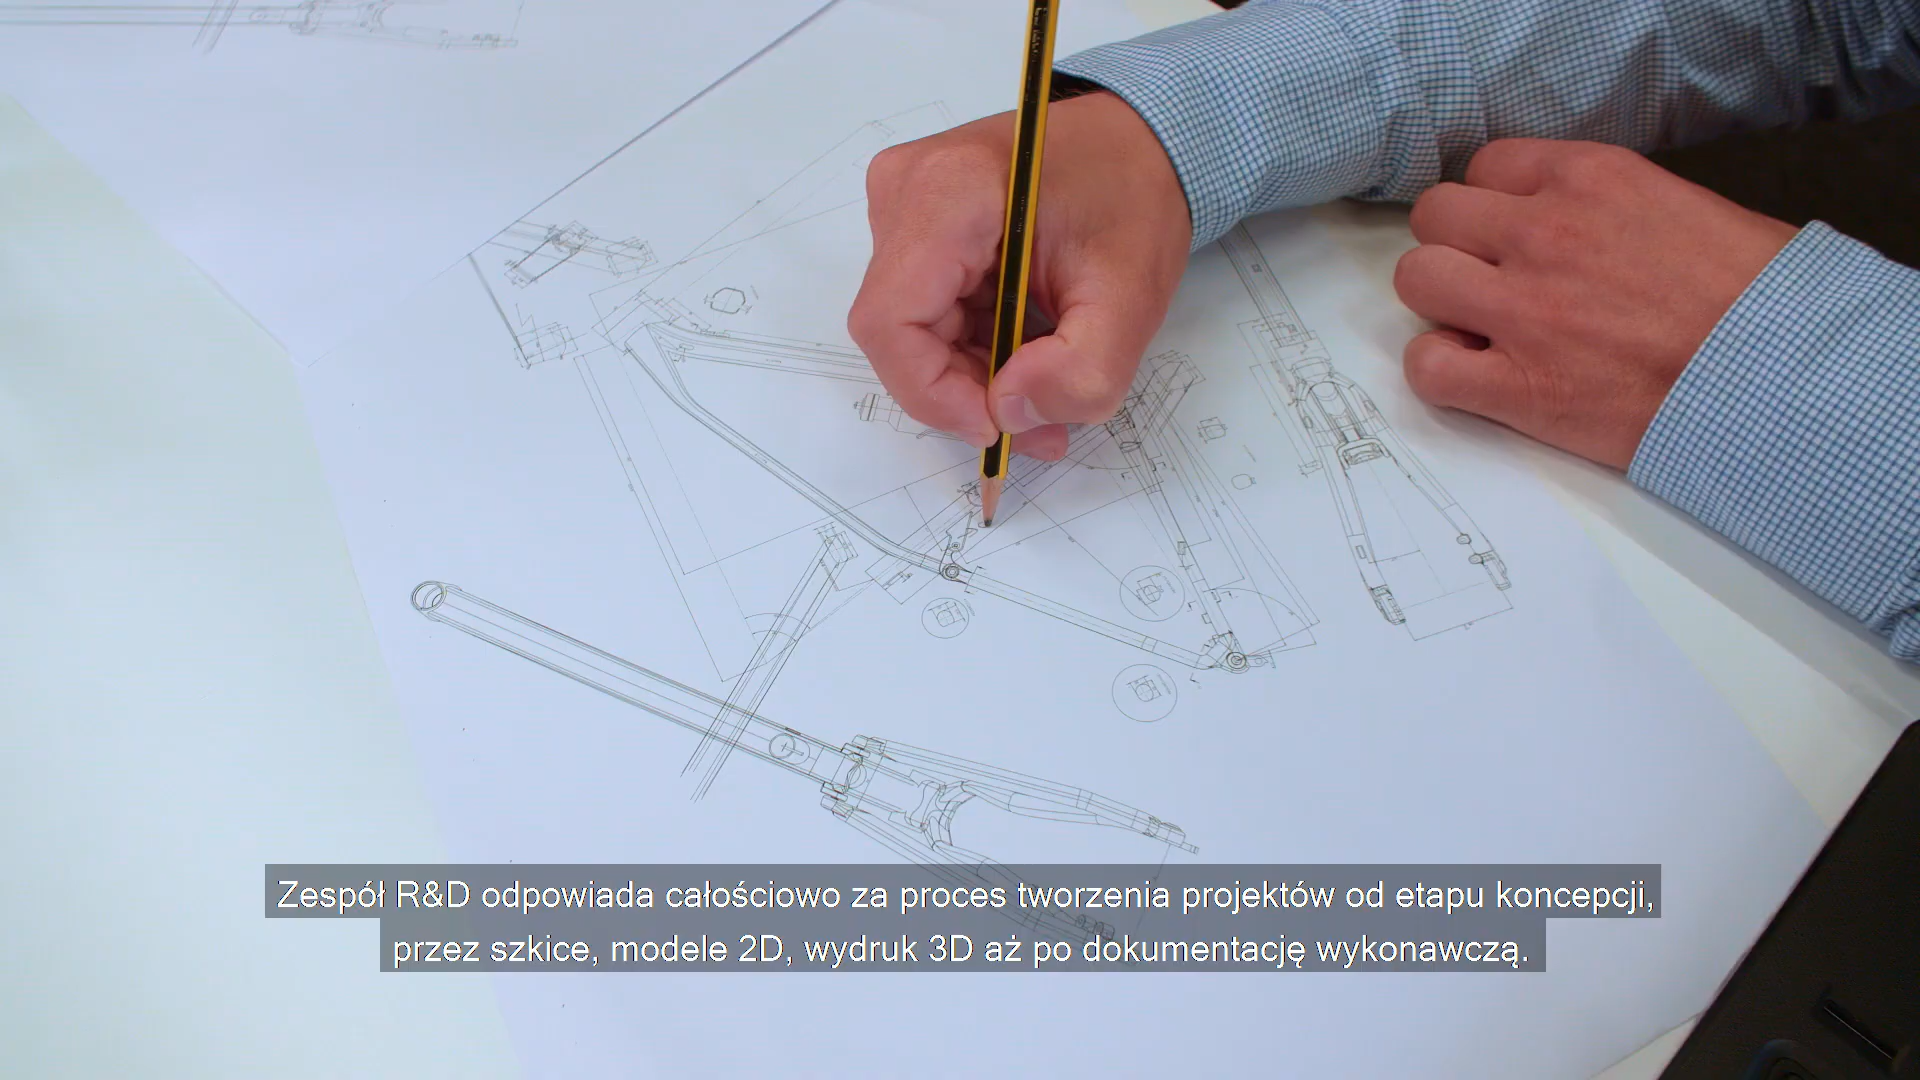 Zespół R&D odpowiada całościowo za proces tworzenia projektów od etapu koncepcji,
przez szkice, modele 2D, wydruk 3D aż po dokumentację wykonawczą.